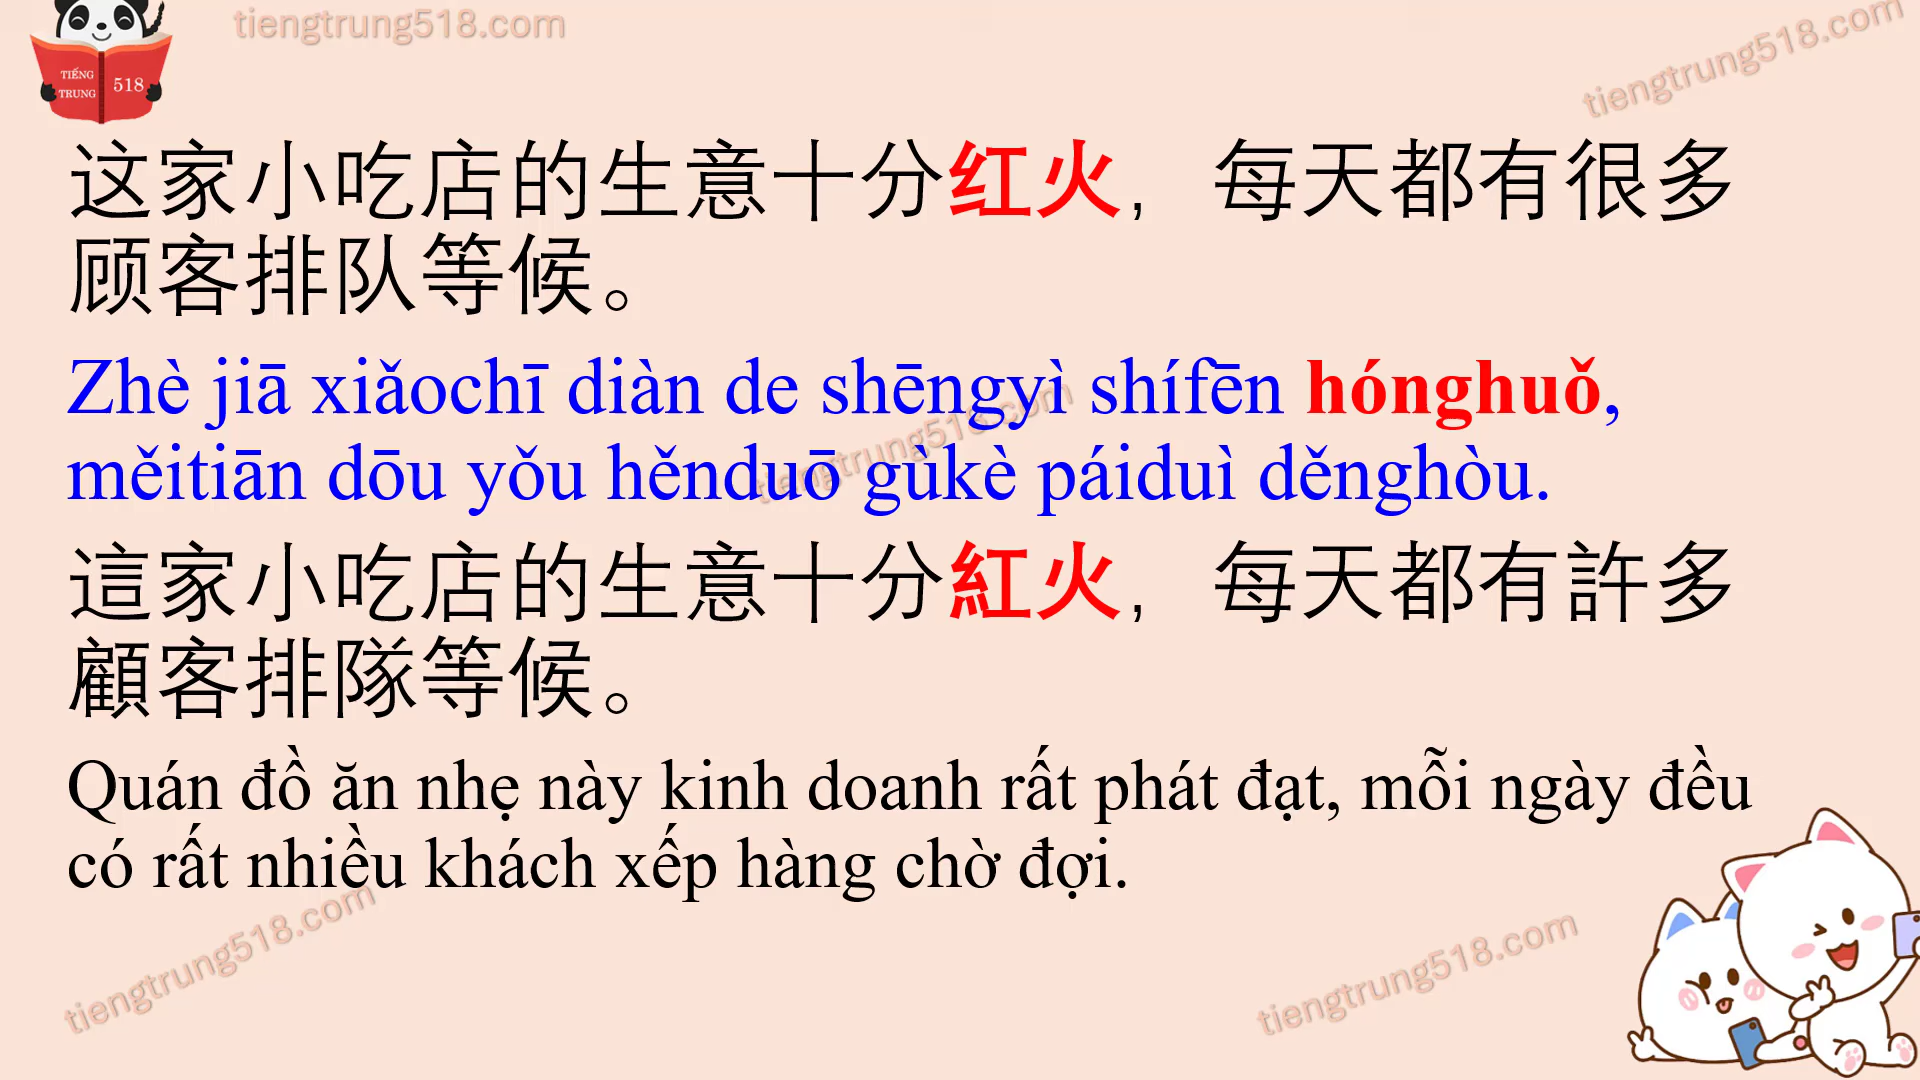 tiengtrung518.com
tiengtrung518.com
TIẾNG
TRUNG
518
这家小吃店的生意十分红火，每天都有很多
顾客排队等候。
Zhè jiā xiǎochī diàn de shēngyì shífēn hónghuǒ,
měitiān dōu yǒu hěnduō gùkè páiduì děnghòu.
tiengtrung518.com
這家小吃店的生意十分紅火，每天都有許多
顧客排隊等候。
Quán đồ ăn nhẹ này kinh doanh rất phát đạt, mỗi ngày đều
có rất nhiều khách xếp hàng chờ đợi.
tiengtrung518.com
tiengtrung518.com